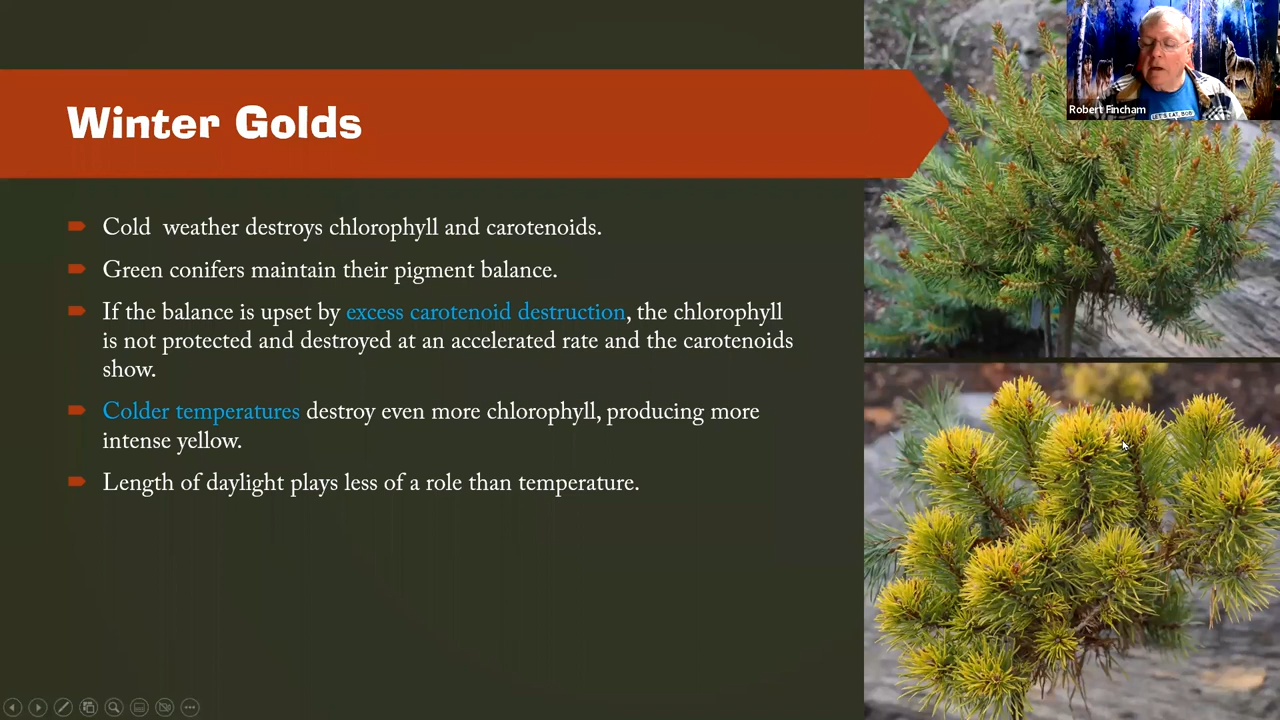 Winter Golds
Cold weather destroys chlorophyll and carotenoids.
Green conifers maintain their pigment balance.
If the balance is upset by excess carotenoid destruction, the chlorophyll
is not protected and destroyed at an accelerated rate and the carotenoids
show.
Colder temperatures destroy even more chlorophyll, producing more
intense yellow.
Length of daylight plays less of a role than temperature.
LET'S EAT, BOB
Robert Fincham